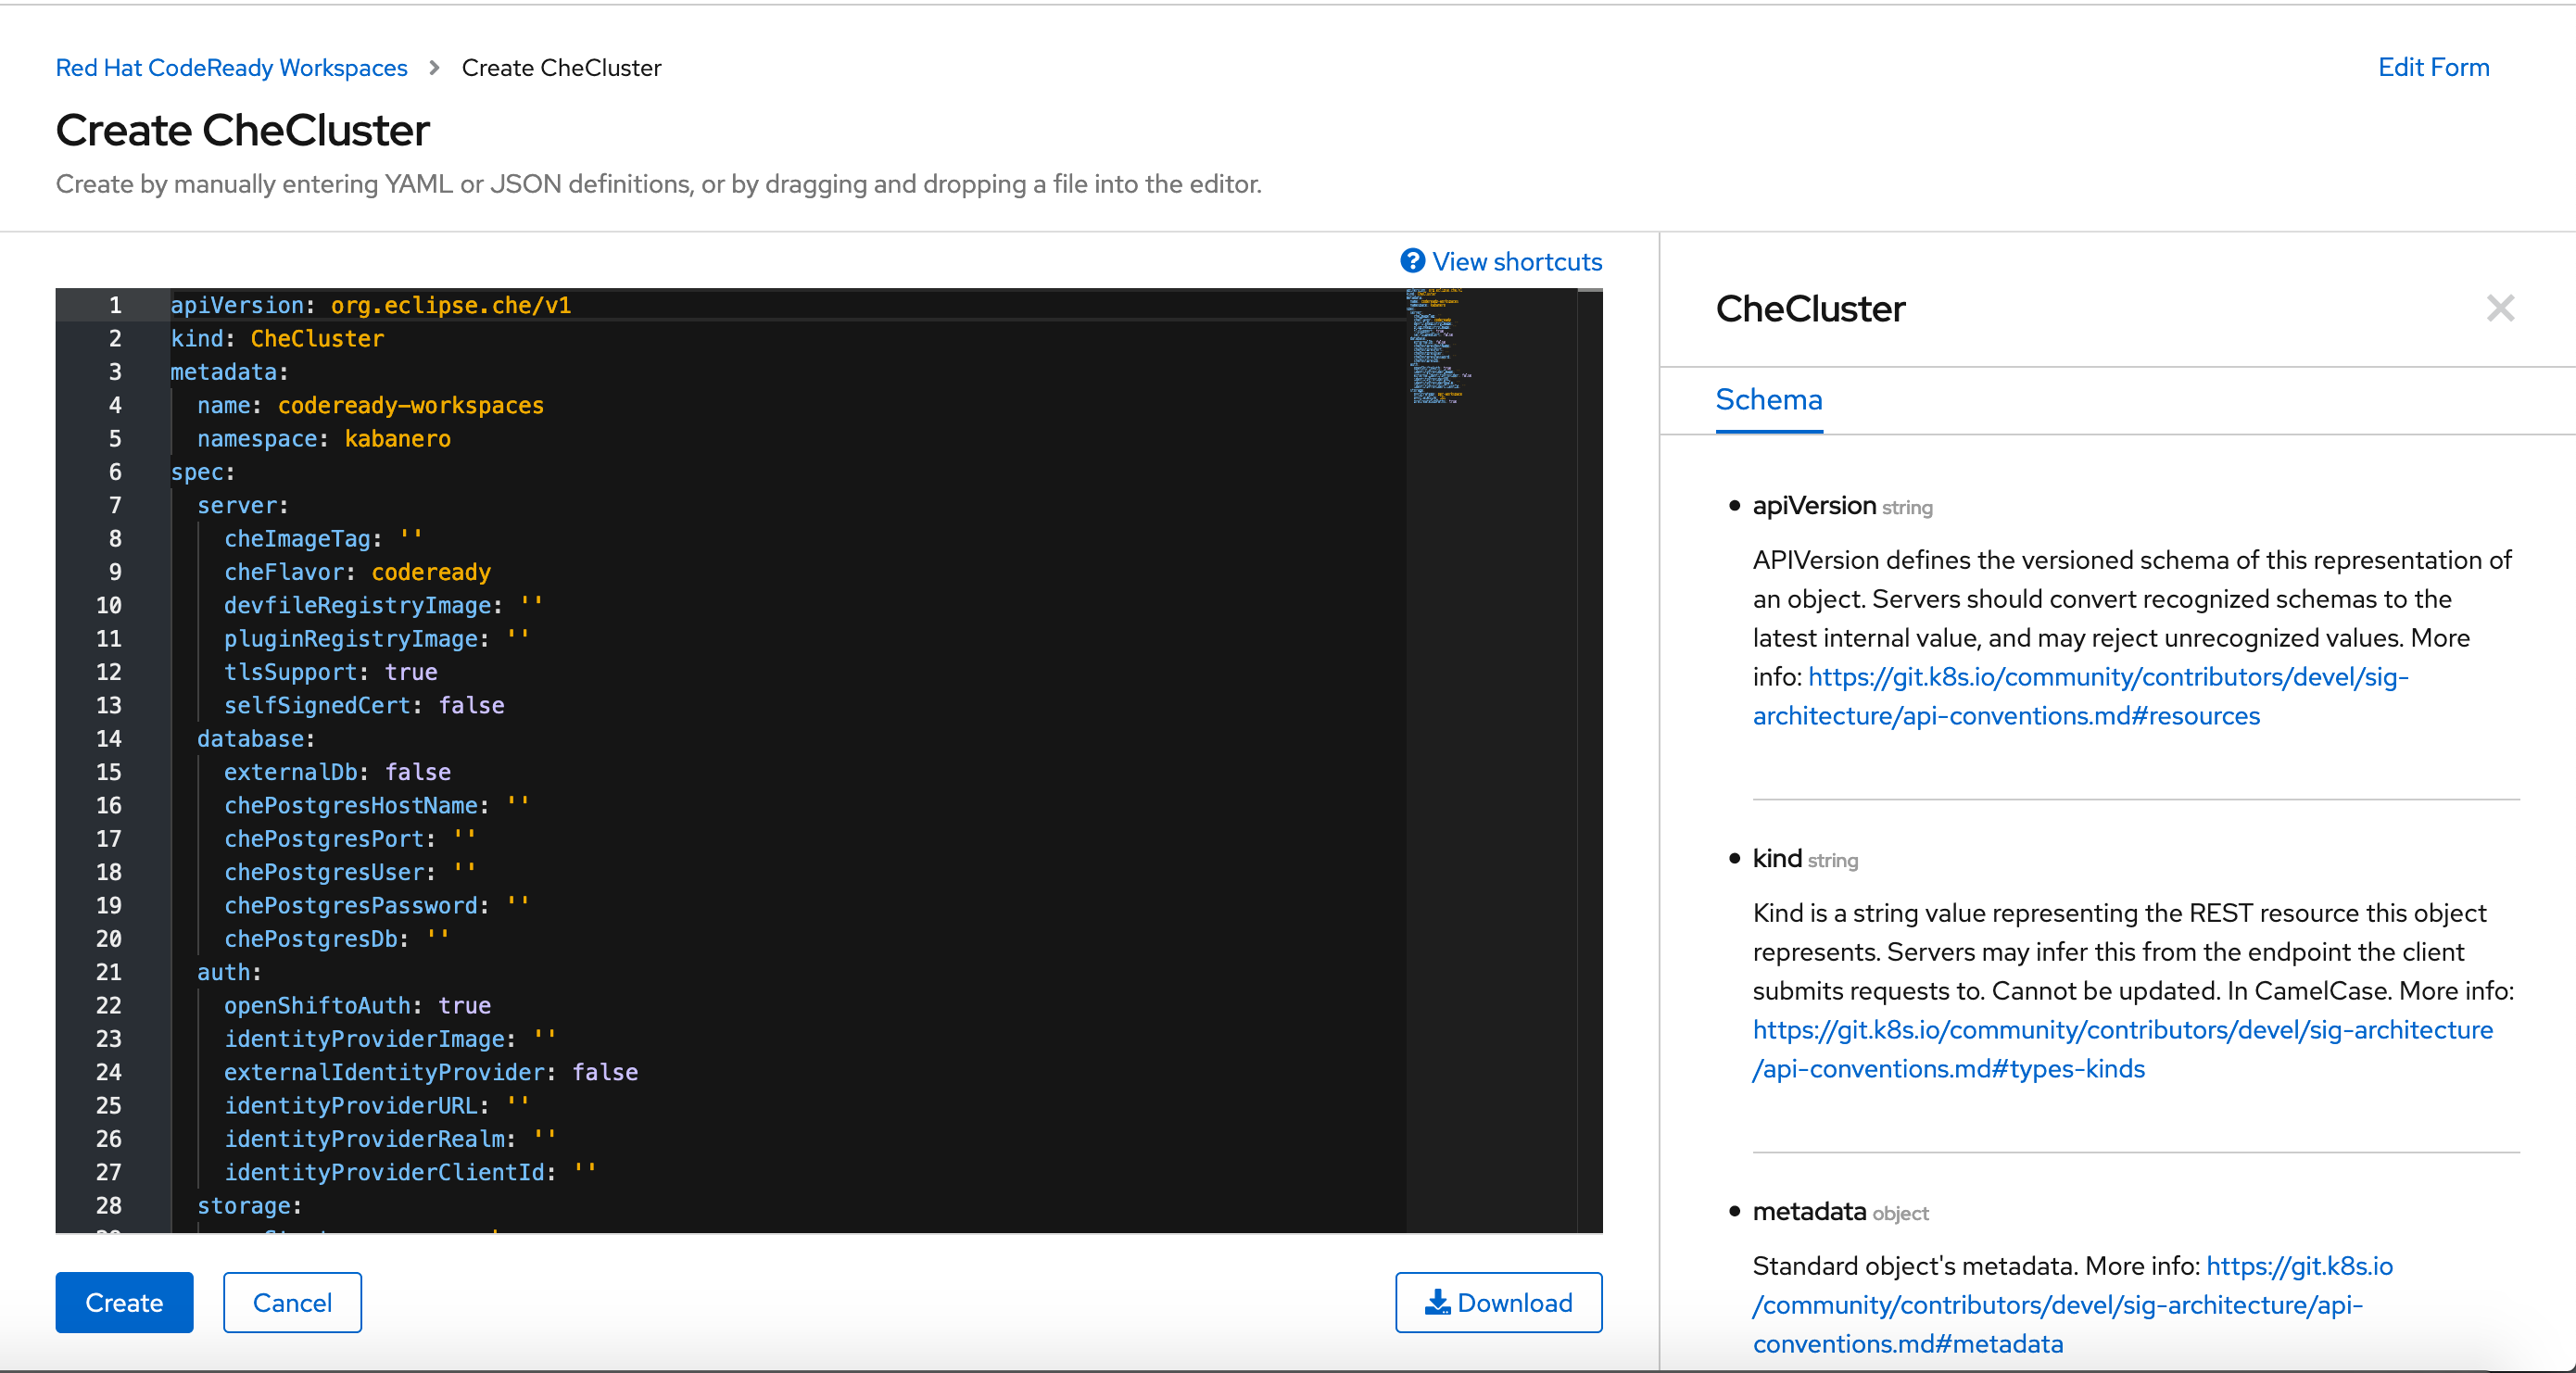 Red Hat CodeReady Workspaces > Create CheCluster
Edit Form
Create CheCluster
Create by manually entering YAML or JSON definitions, or by dragging and dropping a file into the editor.
View shortcuts
1 apiVersion: org.eclipse.che/v1
2 kind: CheCluster
3 metadata:
4 name: codeready-workspaces
5 namespace: kabanero
6 spec:
7 server:
8 cheImageTag: ''
9 cheFlavor: codeready
10 devfileRegistryImage: ''
11 pluginRegistryImage: ''
12 tlsSupport: true
13 selfSignedCert: false
14 database:
15 externalDb: false
16 chePostgresHostName: ''
17 chePostgresPort: ''
18 chePostgresUser: ''
19 chePostgresPassword: ''
20 chePostgresDb: ''
21 auth:
22 openShiftoAuth: true
23 identityProviderImage: ''
24 externalIdentityProvider: false
25 identityProviderURL: ''
26 identityProviderRealm: ''
27 identityProviderClientId: ''
28 storage:
Create
Cancel
Download
CheCluster
Schema
• apiVersion string
APIVersion defines the versioned schema of this representation of
an object. Servers should convert recognized schemas to the
latest internal value, and may reject unrecognized values. More
info: https://git.k8s.io/community/contributors/devel/sig-
architecture/api-conventions.md#resources
• kind string
Kind is a string value representing the REST resource this object
represents. Servers may infer this from the endpoint the client
submits requests to. Cannot be updated. In CamelCase. More info:
https://git.k8s.io/community/contributors/devel/sig-architecture
/api-conventions.md#types-kinds
• metadata object
Standard object's metadata. More info: https://git.k8s.io
/community/contributors/devel/sig-architecture/api-
conventions.md#metadata